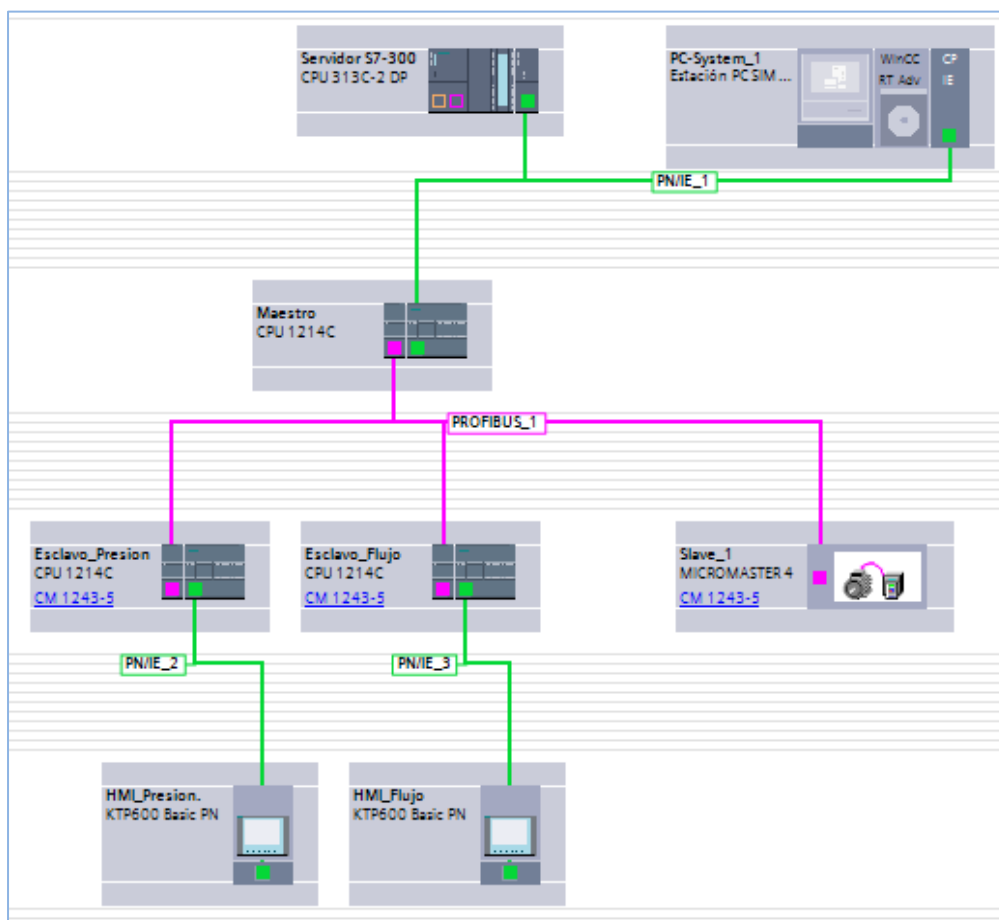 Servidor S7-300
CPU 313C-2 DP
PC-System_1
Estación PC SIM ...
WinCC
RT Adv
CP
IE
PN/IE_1
Maestro
CPU 1214C
PROFIBUS_1
Esclavo_Presion
CPU 1214C
CM 1243-5
Esclavo_Flujo
CPU 1214C
CM 1243-5
Slave_1
MICROMASTER 4
CM 1243-5
PN/IE_2
PN/IE_3
HMI_Presion.
KTP600 Basic PN
HMI_Flujo
KTP600 Basic PN